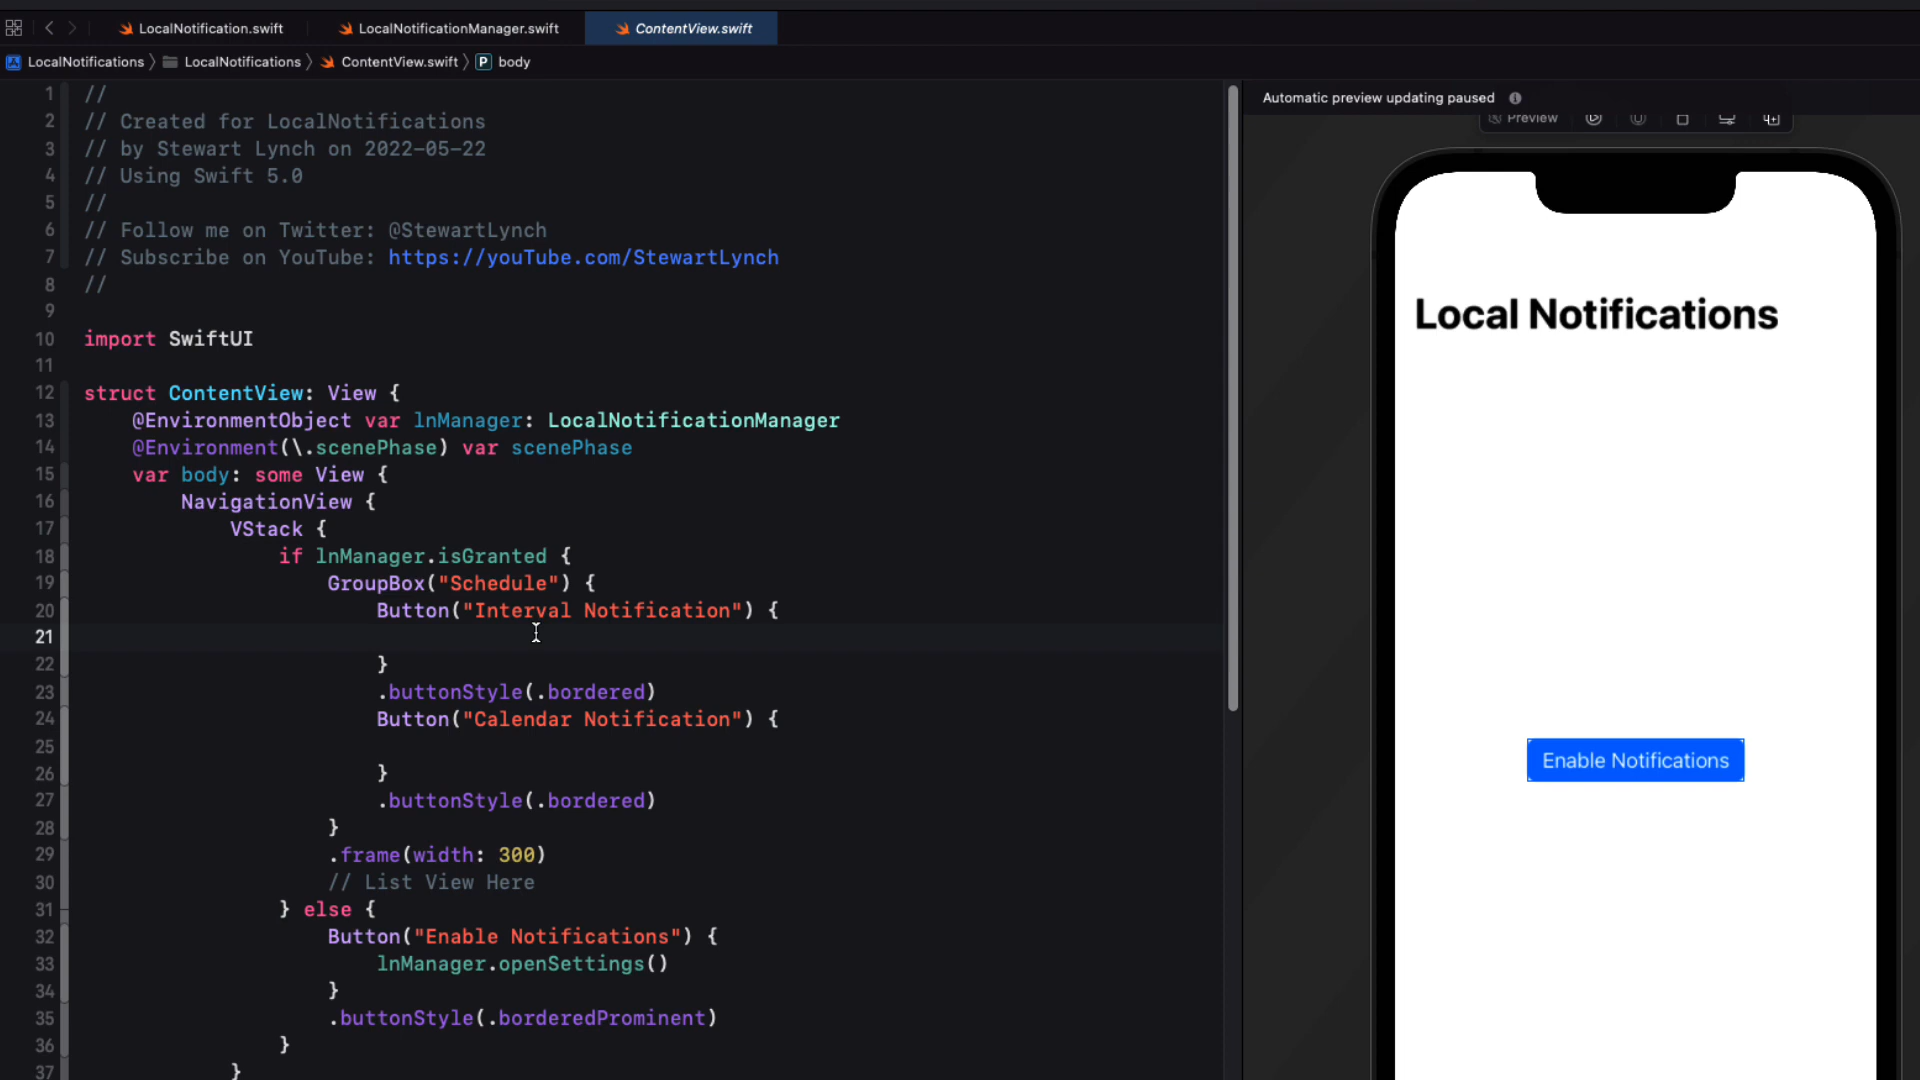 LocalNotification.swift
LocalNotificationManager.swift
ContentView.swift
LocalNotifications
LocalNotifications
ContentView.swift
P
body
1
//
2
// Created for LocalNotifications
3
// by Stewart Lynch on 2022-05-22
4
// Using Swift 5.0
5
//
6
// Follow me on Twitter: @StewartLynch
7
// Subscribe on YouTube: https://youTube.com/StewartLynch
8
//
9
10
import SwiftUI
11
12
struct ContentView: View {
13
@EnvironmentObject var lnManager: LocalNotificationManager
14
@Environment(\.scenePhase) var scenePhase
15
var body: some View {
16
NavigationView {
17
VStack {
18
if lnManager.isGranted {
19
GroupBox("Schedule") {
20
Button("Interval Notification") {
21
22
}
23
.buttonStyle(.bordered)
24
Button("Calendar Notification") {
25
26
}
27
.buttonStyle(.bordered)
28
}
29
.frame(width: 300)
30
// List View Here
31
} else {
32
Button("Enable Notifications") {
33
lnManager.openSettings()
34
}
35
.buttonStyle(.borderedProminent)
36
}
37
}
Automatic preview updating paused
Preview
Local Notifications
Enable Notifications